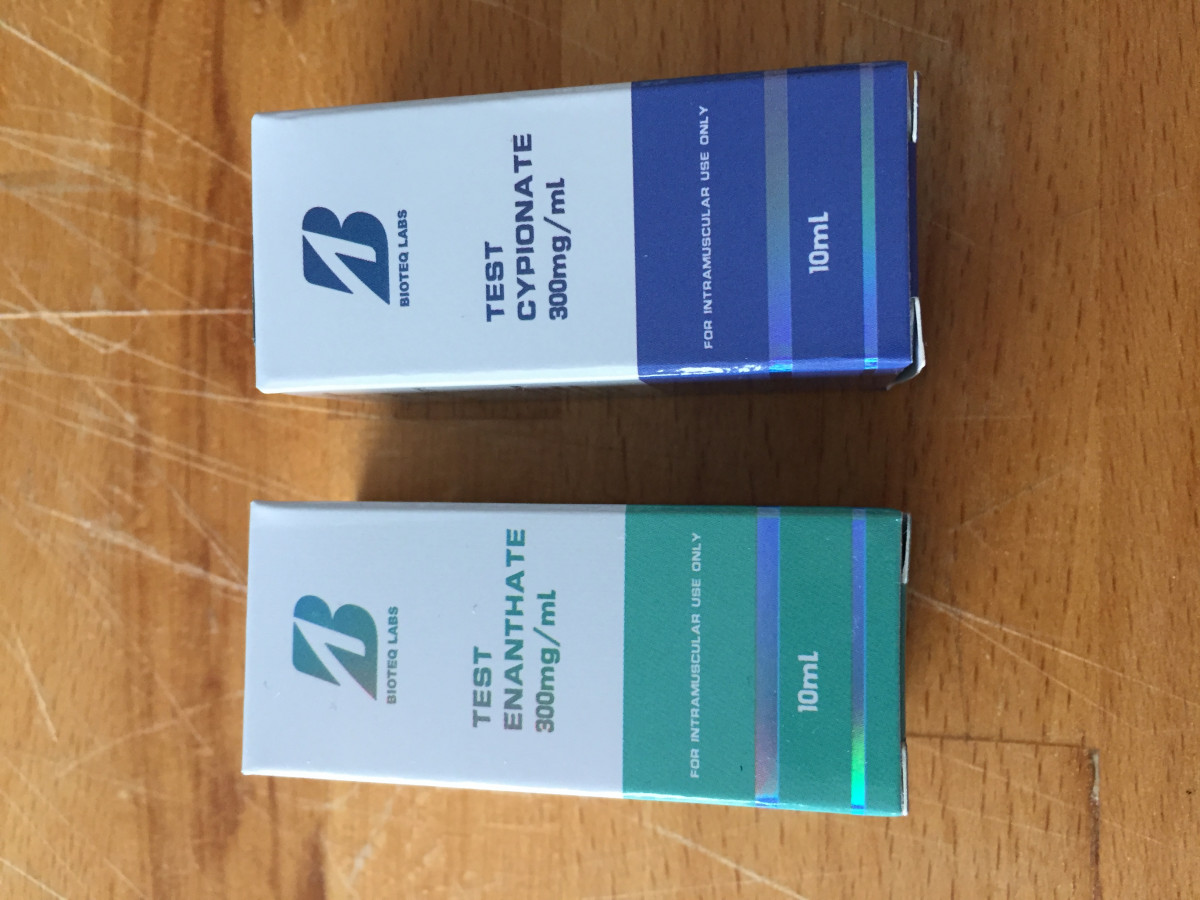 BIOTEQ LABS
TEST
CYPIONATE
300mg/mL
FOR INTRAMUSCULAR USE ONLY
10mL
BIOTEQ LABS
TEST
ENANTHATE
300mg/mL
FOR INTRAMUSCULAR USE ONLY
10mL